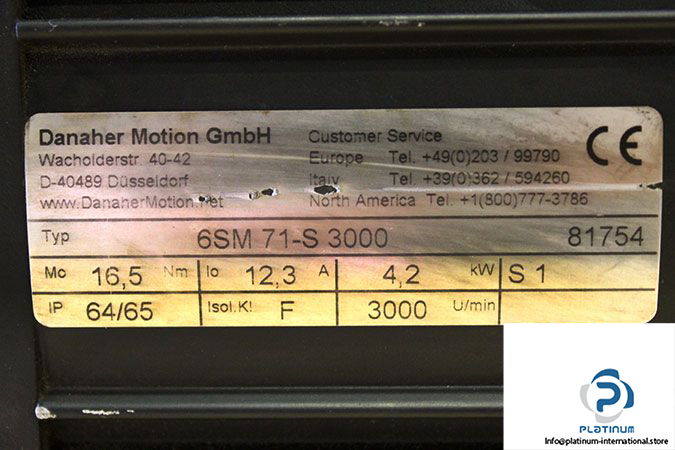 Danaher Motion GmbH
Wacholderstr. 40-42
D-40489 Düsseldorf
www.DanaherMotion.net
Customer Service
Europe Tel. +49(0)203 / 99790
Italy Tel. +39(0)362 / 594260
North America Tel. +1(800)777-3786
CE
Typ 6SM 71-S 3000 81754
Mo 16,5 Nm Io 12,3 A 4,2 kW S 1
IP 64/65 Isol.Kl. F 3000 U/min
PLATINUM
Info@platinum-international.store